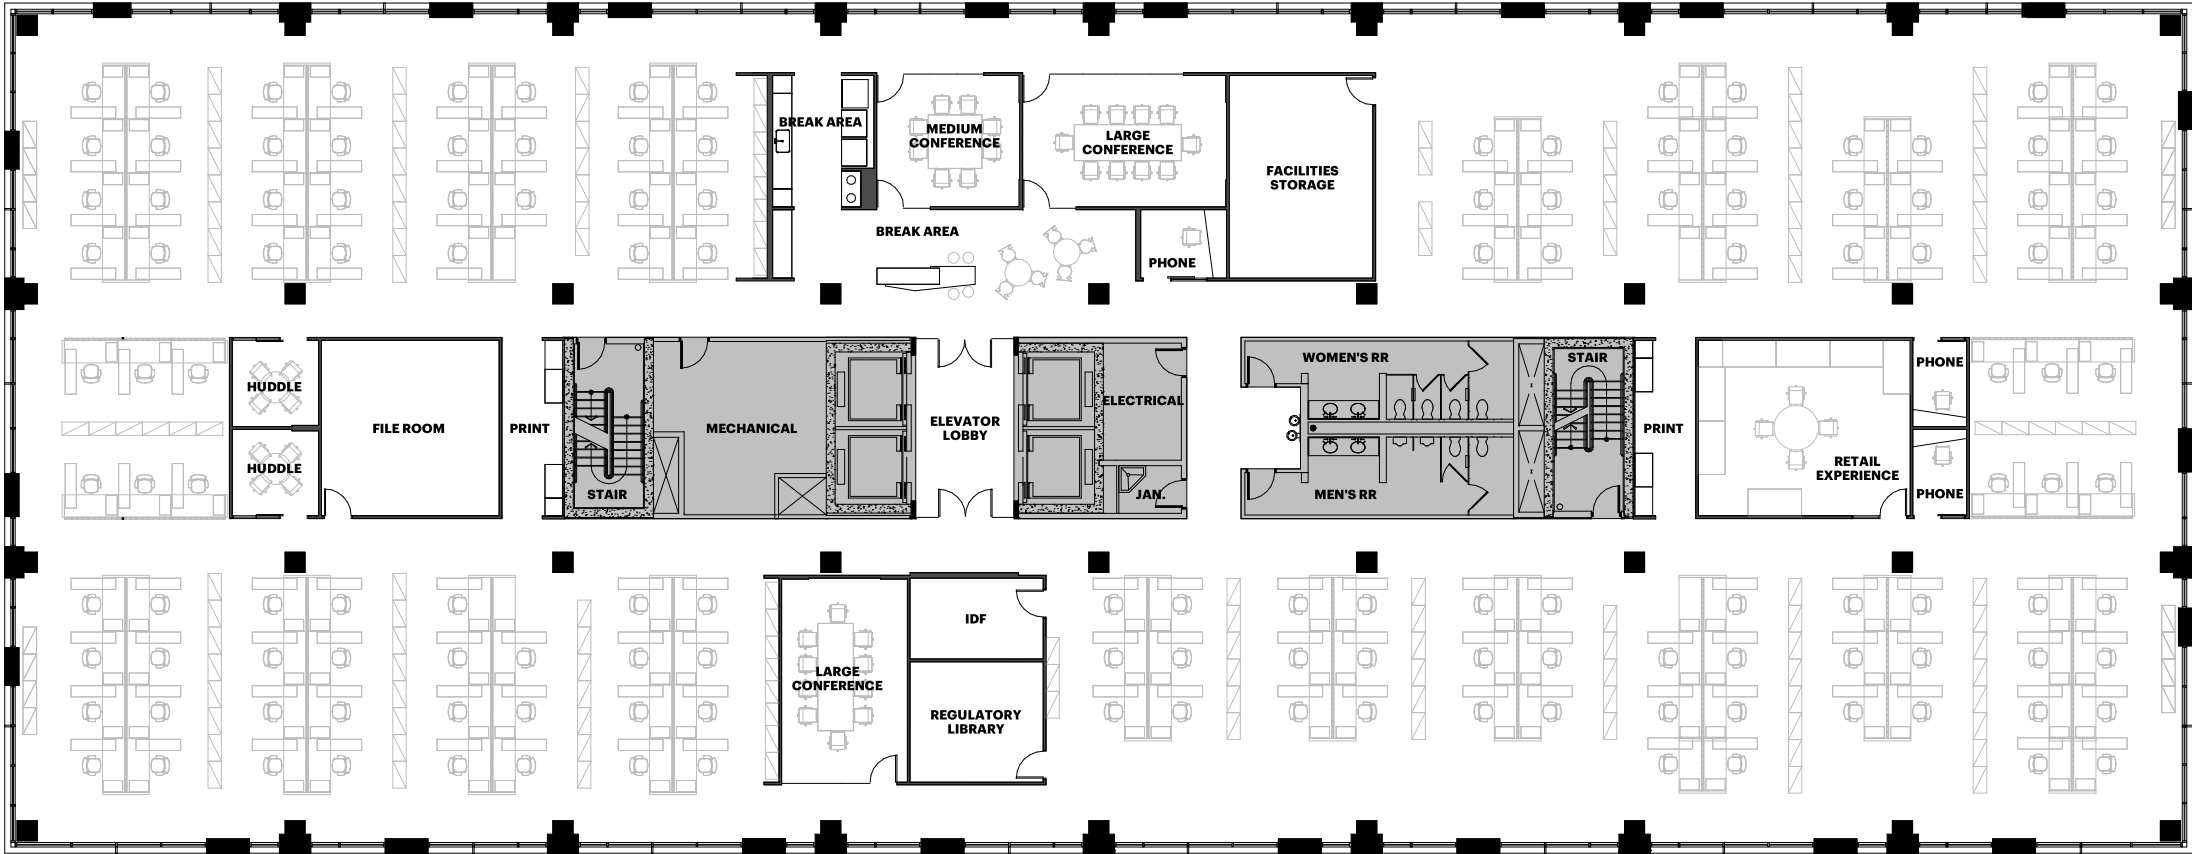 BREAK AREA
MEDIUM
CONFERENCE
LARGE
CONFERENCE
FACILITIES
STORAGE
BREAK AREA
PHONE
HUDDLE
HUDDLE
FILE ROOM
PRINT
STAIR
MECHANICAL
ELEVATOR
LOBBY
ELECTRICAL
JAN.
WOMEN'S RR
MEN'S RR
STAIR
PRINT
RETAIL
EXPERIENCE
PHONE
PHONE
LARGE
CONFERENCE
IDF
REGULATORY
LIBRARY